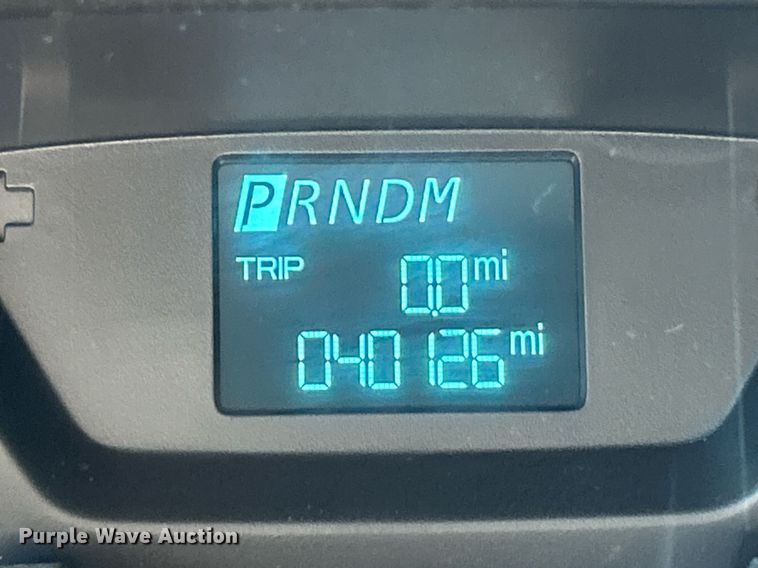 PRNDM
TRIP 0.0 mi
040126 mi
Purple Wave Auction